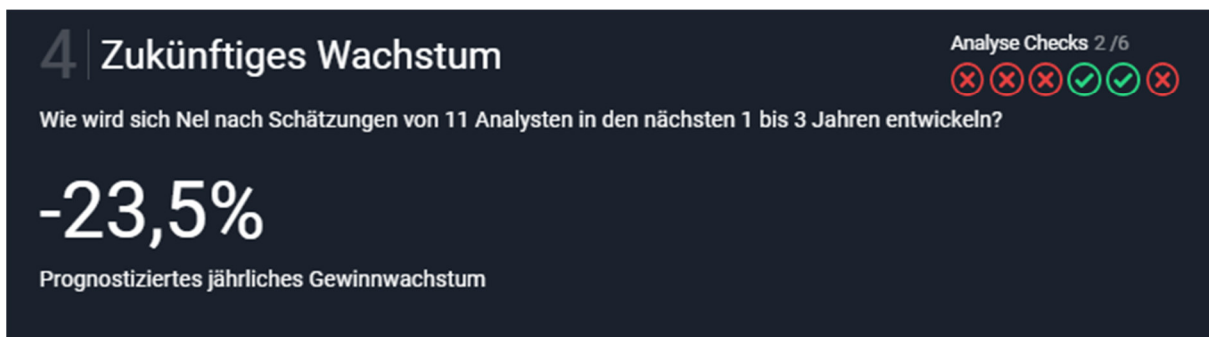 4 Zukünftiges Wachstum
Analyse Checks 2/6
Wie wird sich Nel nach Schätzungen von 11 Analysten in den nächsten 1 bis 3 Jahren entwickeln?
-23,5%
Prognostiziertes jährliches Gewinnwachstum